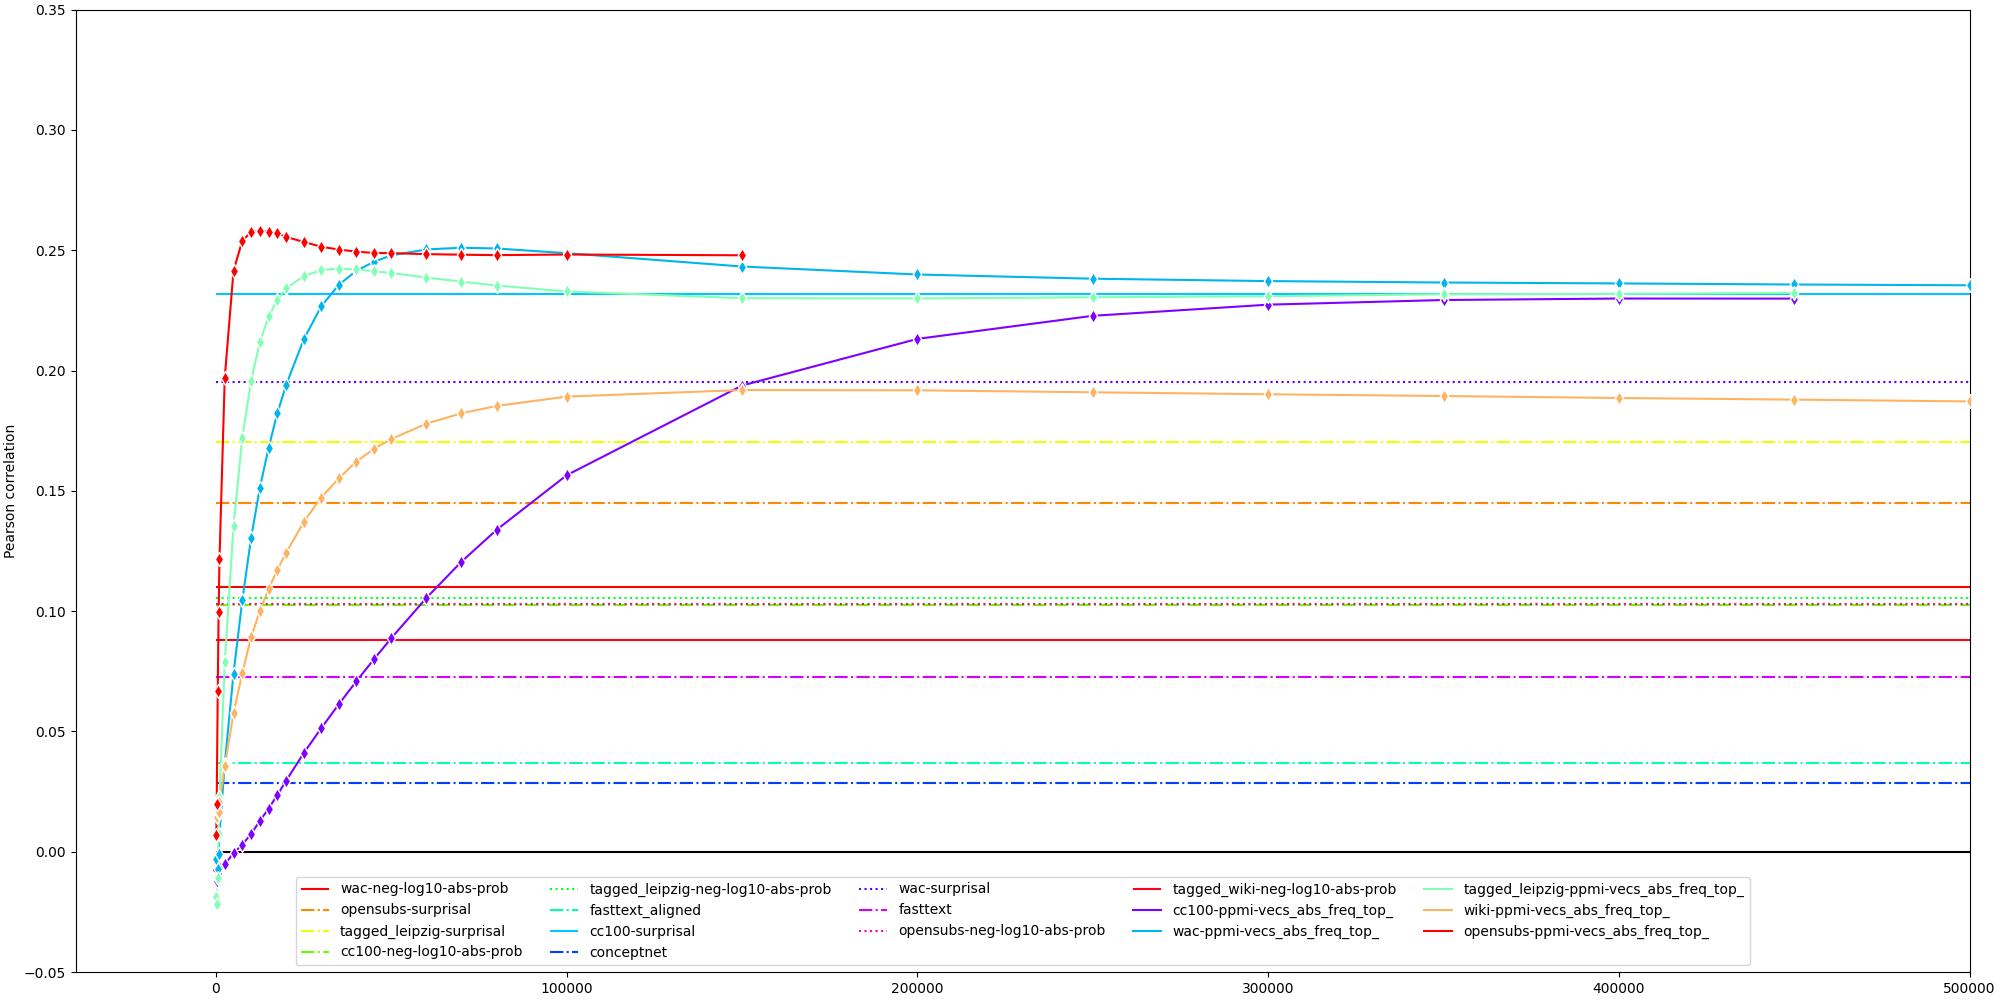 0.35
0.30
0.25
0.20
0.15
0.10
0.05
0.00
−0.05
Pearson correlation
0
100000
200000
300000
400000
500000
wac-neg-log10-abs-prob
opensubs-surprisal
tagged_leipzig-surprisal
cc100-neg-log10-abs-prob
tagged_leipzig-neg-log10-abs-prob
fasttext_aligned
cc100-surprisal
conceptnet
wac-surprisal
fasttext
opensubs-neg-log10-abs-prob
tagged_wiki-neg-log10-abs-prob
cc100-ppmi-vecs_abs_freq_top_
wac-ppmi-vecs_abs_freq_top_
tagged_leipzig-ppmi-vecs_abs_freq_top_
wiki-ppmi-vecs_abs_freq_top_
opensubs-ppmi-vecs_abs_freq_top_